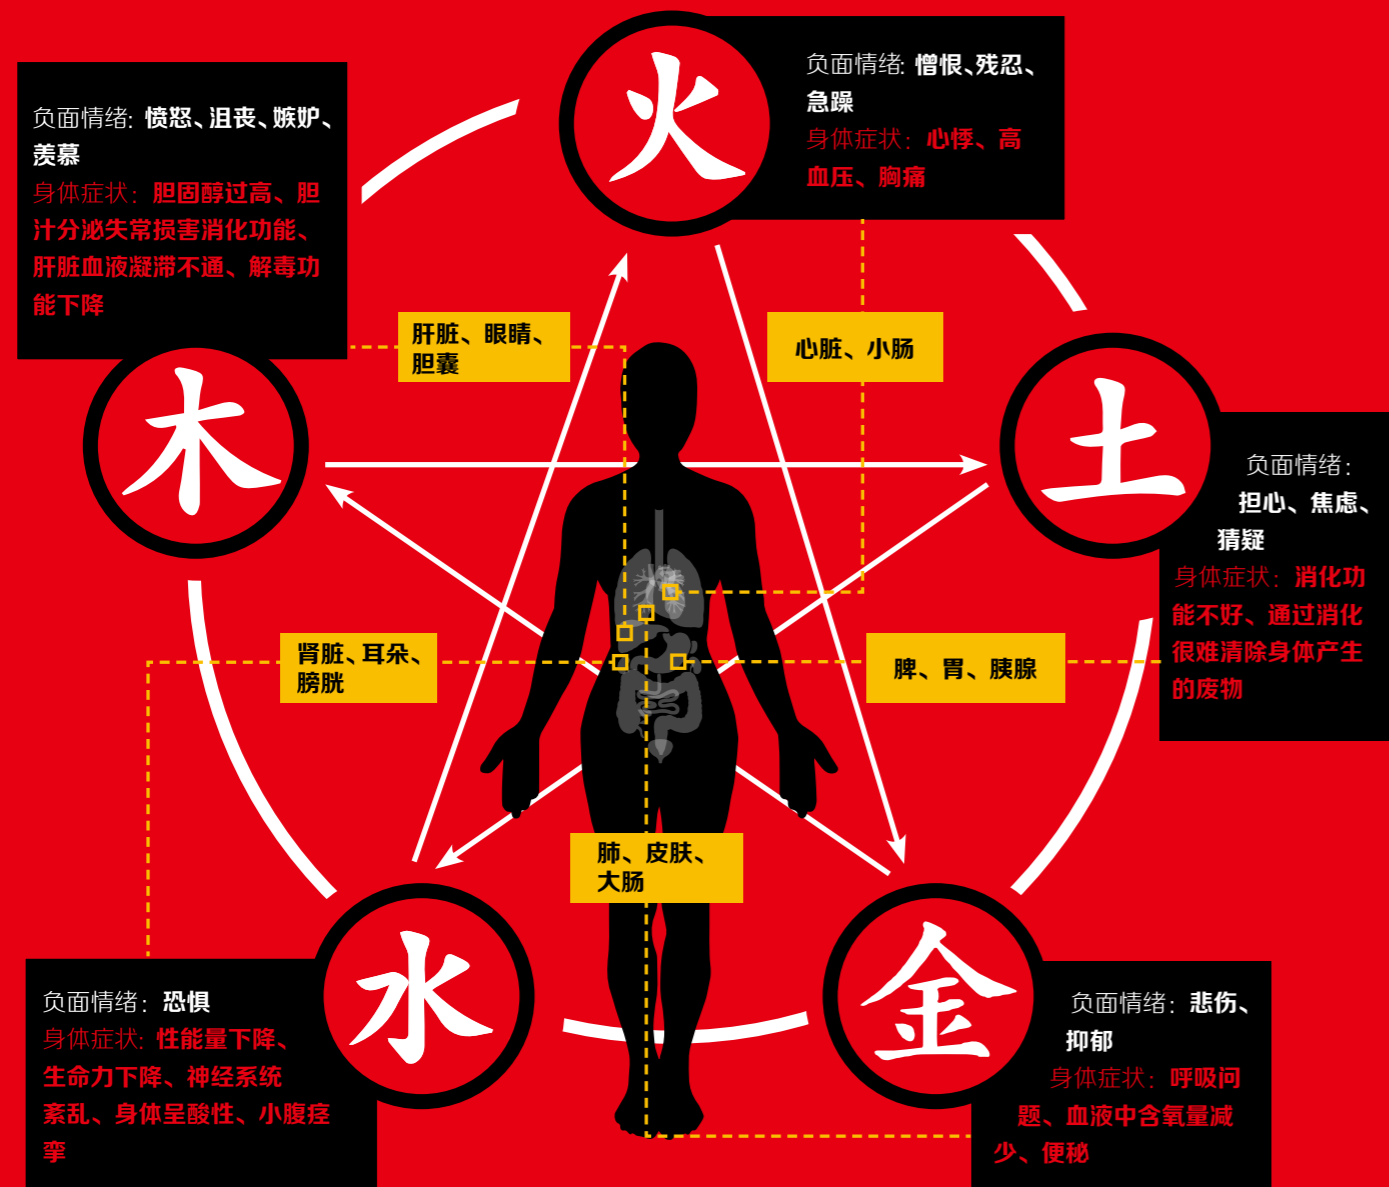 火
负面情绪：憎恨、残忍、
急躁
身体症状：心悸、高
血压、胸痛
负面情绪：愤怒、沮丧、嫉妒、
羡慕
身体症状：胆固醇过高、胆
汁分泌失常损害消化功能、
肝脏血液凝滞不通、解毒功
能下降
木
肝脏、眼睛、
胆囊
心脏、小肠
土
负面情绪：
担心、焦虑、
猜疑
身体症状：消化功
能不好、通过消化
很难清除身体产生
的废物
肾脏、耳朵、
膀胱
脾、胃、胰腺
肺、皮肤、
大肠
水
负面情绪：恐惧
身体症状：性能量下降、
生命力下降、神经系统
紊乱、身体呈酸性、小腹痉
挛
金
负面情绪：悲伤、
抑郁
身体症状：呼吸问
题、血液中含氧量减
少、便秘